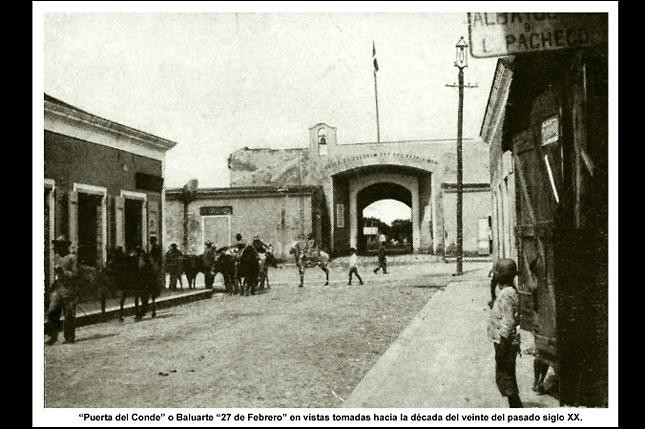 L. PACHECO
“Puerta del Conde” o Baluarte “27 de Febrero” en vistas tomadas hacia la década del veinte del pasado siglo XX.